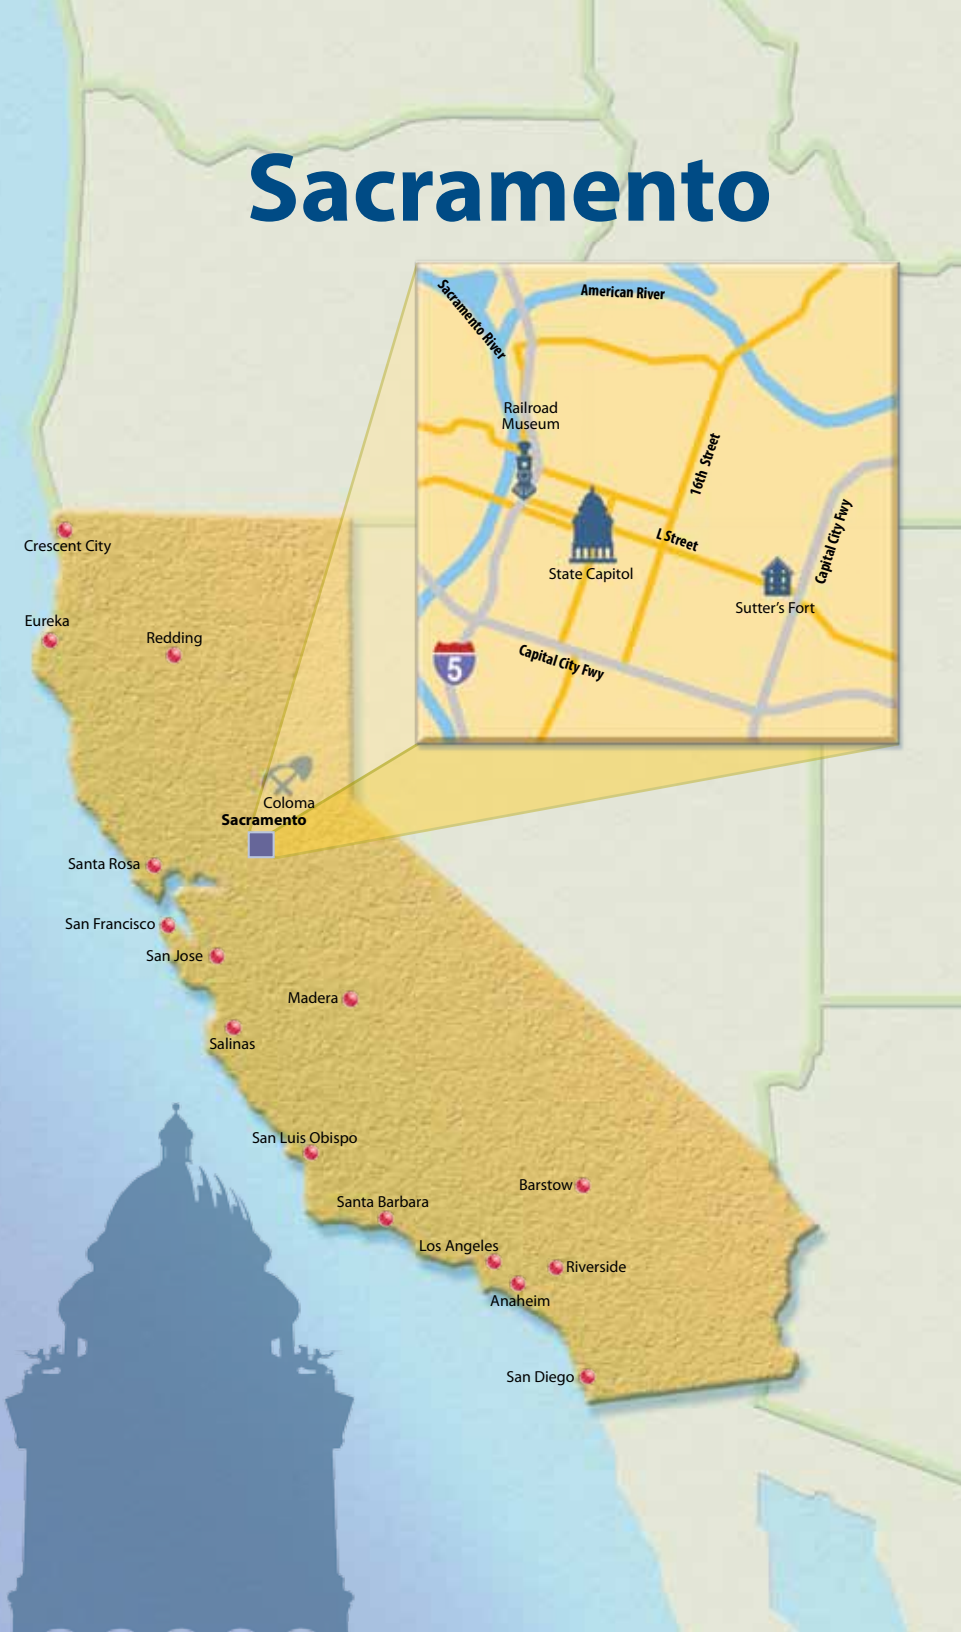 Sacramento
Sacramento River
American River
Railroad
Museum
16th Street
L Street
State Capitol
Capital City Fwy
Sutter's Fort
Capital City Fwy
5
Crescent City
Eureka
Redding
Coloma
Sacramento
Santa Rosa
San Francisco
San Jose
Madera
Salinas
San Luis Obispo
Barstow
Santa Barbara
Los Angeles
Riverside
Anaheim
San Diego